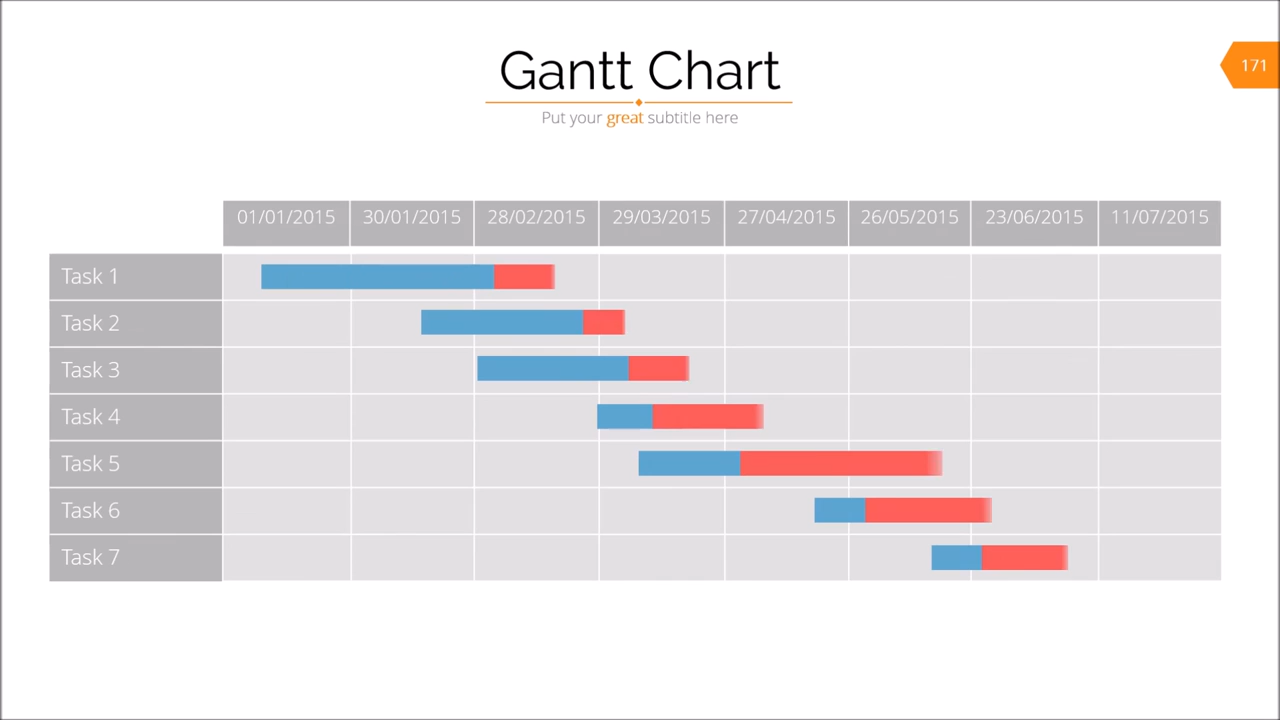 Gantt Chart
171
Put your great subtitle here
01/01/2015 30/01/2015 28/02/2015 29/03/2015 27/04/2015 26/05/2015 23/06/2015 11/07/2015
Task 1
Task 2
Task 3
Task 4
Task 5
Task 6
Task 7